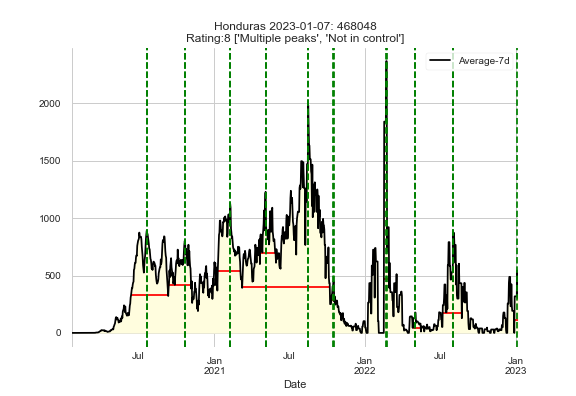 Honduras 2023-01-07: 468048
Rating:8 ['Multiple peaks', 'Not in control']
Average-7d
2000
1500
1000
500
0
Jul
Jan
2021
Jul
Jan
2022
Jul
Jan
2023
Date